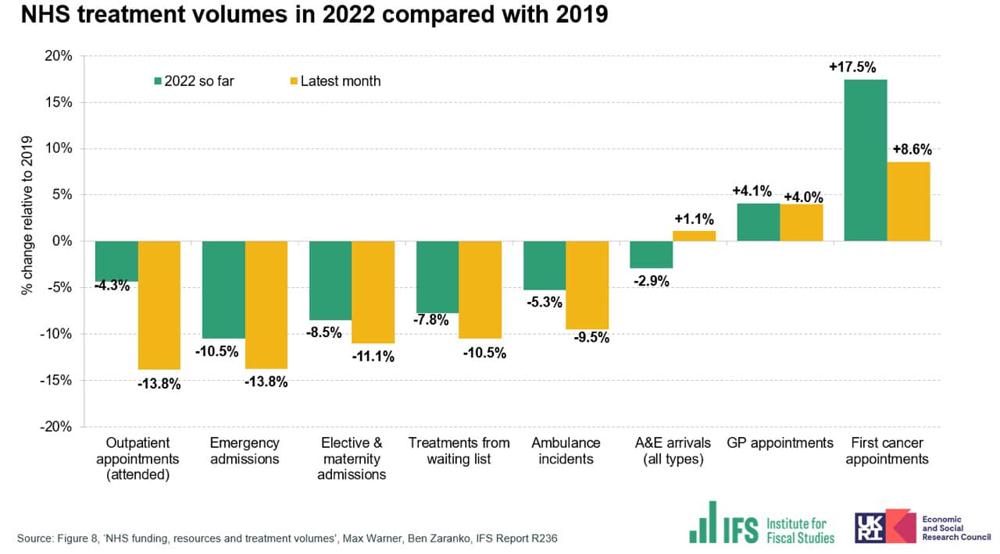 NHS treatment volumes in 2022 compared with 2019
% change relative to 2019
20%
15%
10%
5%
0%
-5%
-10%
-15%
-20%
2022 so far
Latest month
-4.3%
-13.8%
-10.5%
-13.8%
-8.5%
-11.1%
-7.8%
-10.5%
-5.3%
-9.5%
-2.9%
+1.1%
+4.1%
+4.0%
+17.5%
+8.6%
Outpatient
appointments
(attended)
Emergency
admissions
Elective &
maternity
admissions
Treatments from
waiting list
Ambulance
incidents
A&E arrivals
(all types)
GP appointments
First cancer
appointments
Source: Figure 8, 'NHS funding, resources and treatment volumes', Max Warner, Ben Zaranko, IFS Report R236
IFS
Institute for
Fiscal Studies
UK
RI
Economic
and Social
Research Council